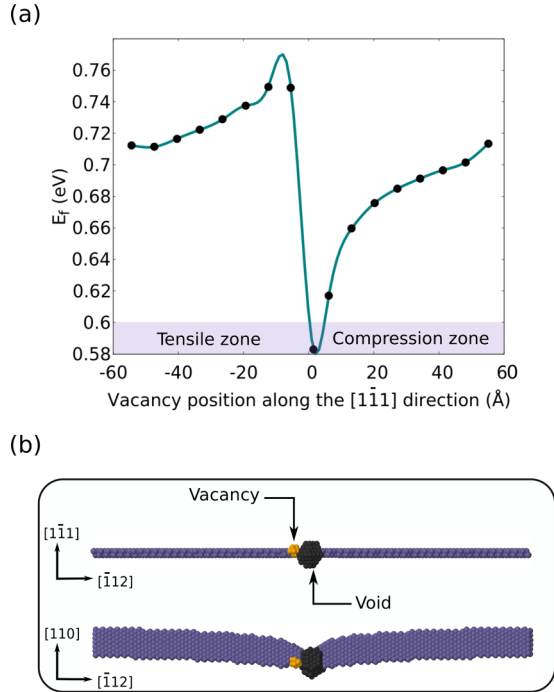 (a)
0.76
0.74
0.72
0.7
0.68
0.66
0.64
0.62
0.6
0.58
E_f (eV)
Tensile zone
Compression zone
-60 -40 -20 0 20 40 60
Vacancy position along the [11̄1] direction (Å)
(b)
Vacancy
[11̄1]
[1̄12]
Void
[110]
[1̄12]